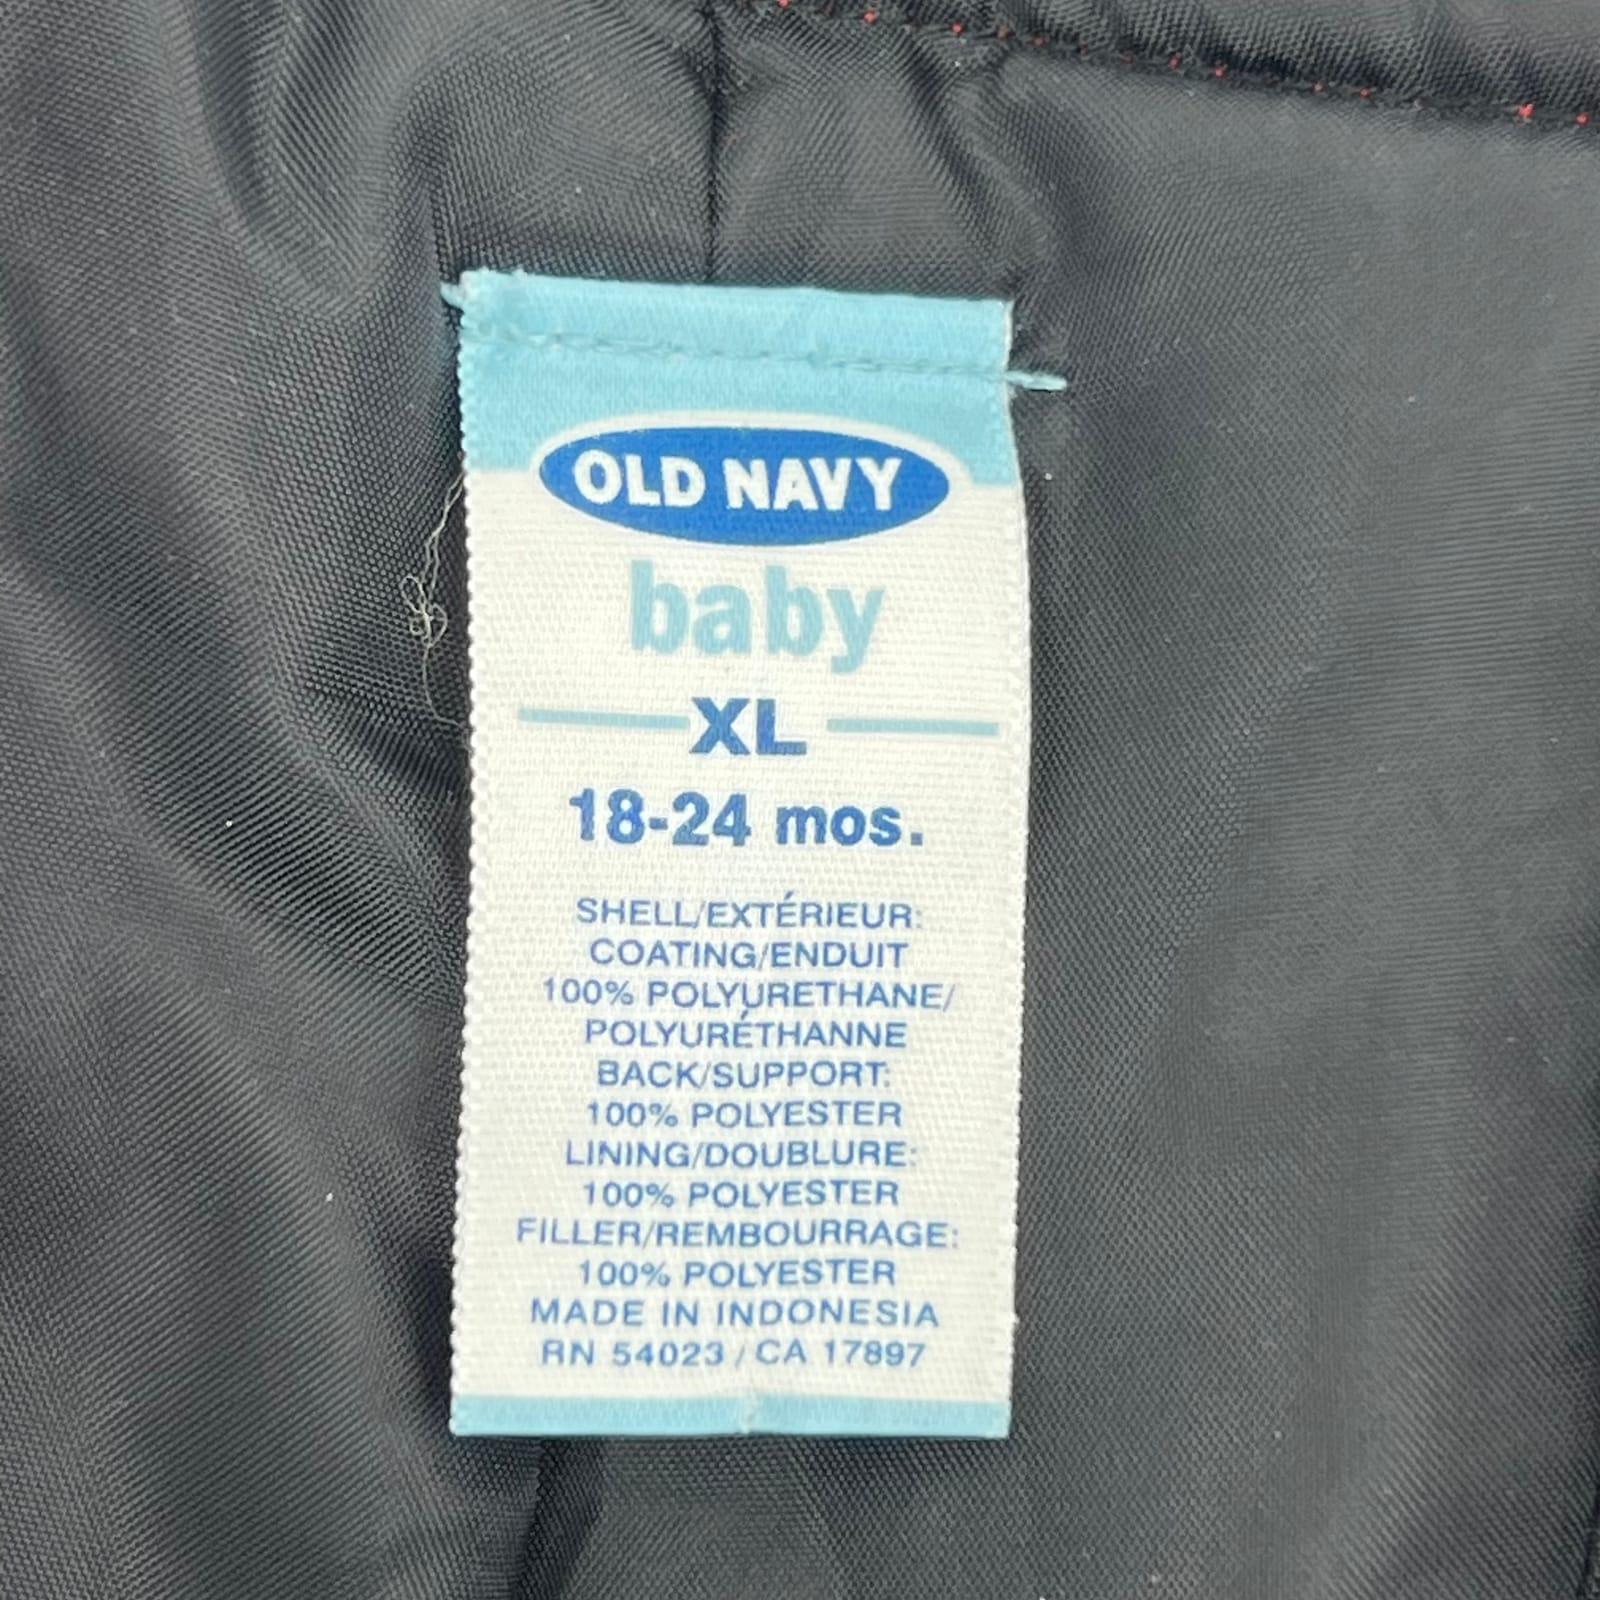 OLD NAVY
baby
XL
18-24 mos.
SHELL/EXTÉRIEUR:
COATING/ENDUIT
100% POLYURETHANE/
POLYURÉTHANNE
BACK/SUPPORT:
100% POLYESTER
LINING/DOUBLURE:
100% POLYESTER
FILLER/REMBOURRAGE:
100% POLYESTER
MADE IN INDONESIA
RN 54023 / CA 17897